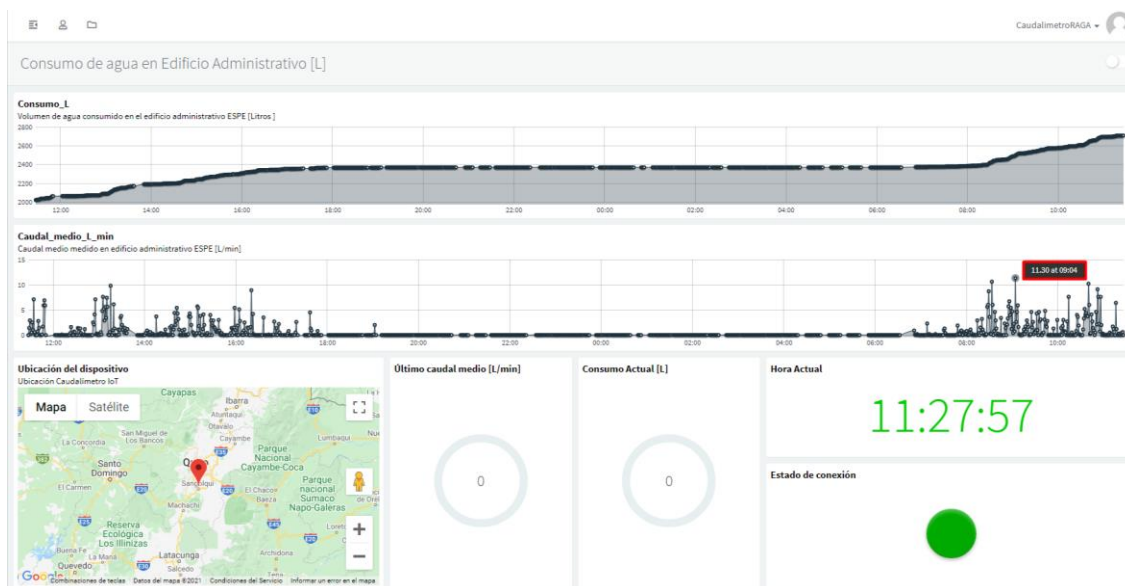 CaudalimetroRAGA
Consumo de agua en Edificio Administrativo [L]
Consumo_L
Volumen de agua consumido en el edificio administrativo ESPE [Litros ]
2800
2600
2400
2200
2000
12:00 14:00 16:00 18:00 20:00 22:00 00:00 02:00 04:00 06:00 08:00 10:00
Caudal_medio_L_min
Caudal medio medido en edificio administrativo ESPE [L/min]
15
11.30 at 09:04
10
5
0
12:00 14:00 16:00 18:00 20:00 22:00 00:00 02:00 04:00 06:00 08:00 10:00
Ubicación del dispositivo
Ubicación Caudalímetro IoT
Mapa Satélite
Cayapas
Ibarra
Atuntaqui
Otavalo
San Miguel de
Los Bancos
La Concordia
Cayambe
Lumbaqui
Parque
Nacional
Cayambe-Coca
Santo
Domingo
Sangolquí
El Carmen
El Chaco
Baeza
Parque
nacional
Sumaco
Napo-Galeras
Machachi
Reserva
Ecológica
Los Illinizas
Buena Fe
La Maná
Latacunga
Archidona
Quevedo
Salcedo
Tena
Combinaciones de teclas Datos del mapa ©2021 Condiciones del Servicio Informar un error en el mapa
Último caudal medio [L/min]
0
Consumo Actual [L]
0
Hora Actual
11:27:57
Estado de conexión